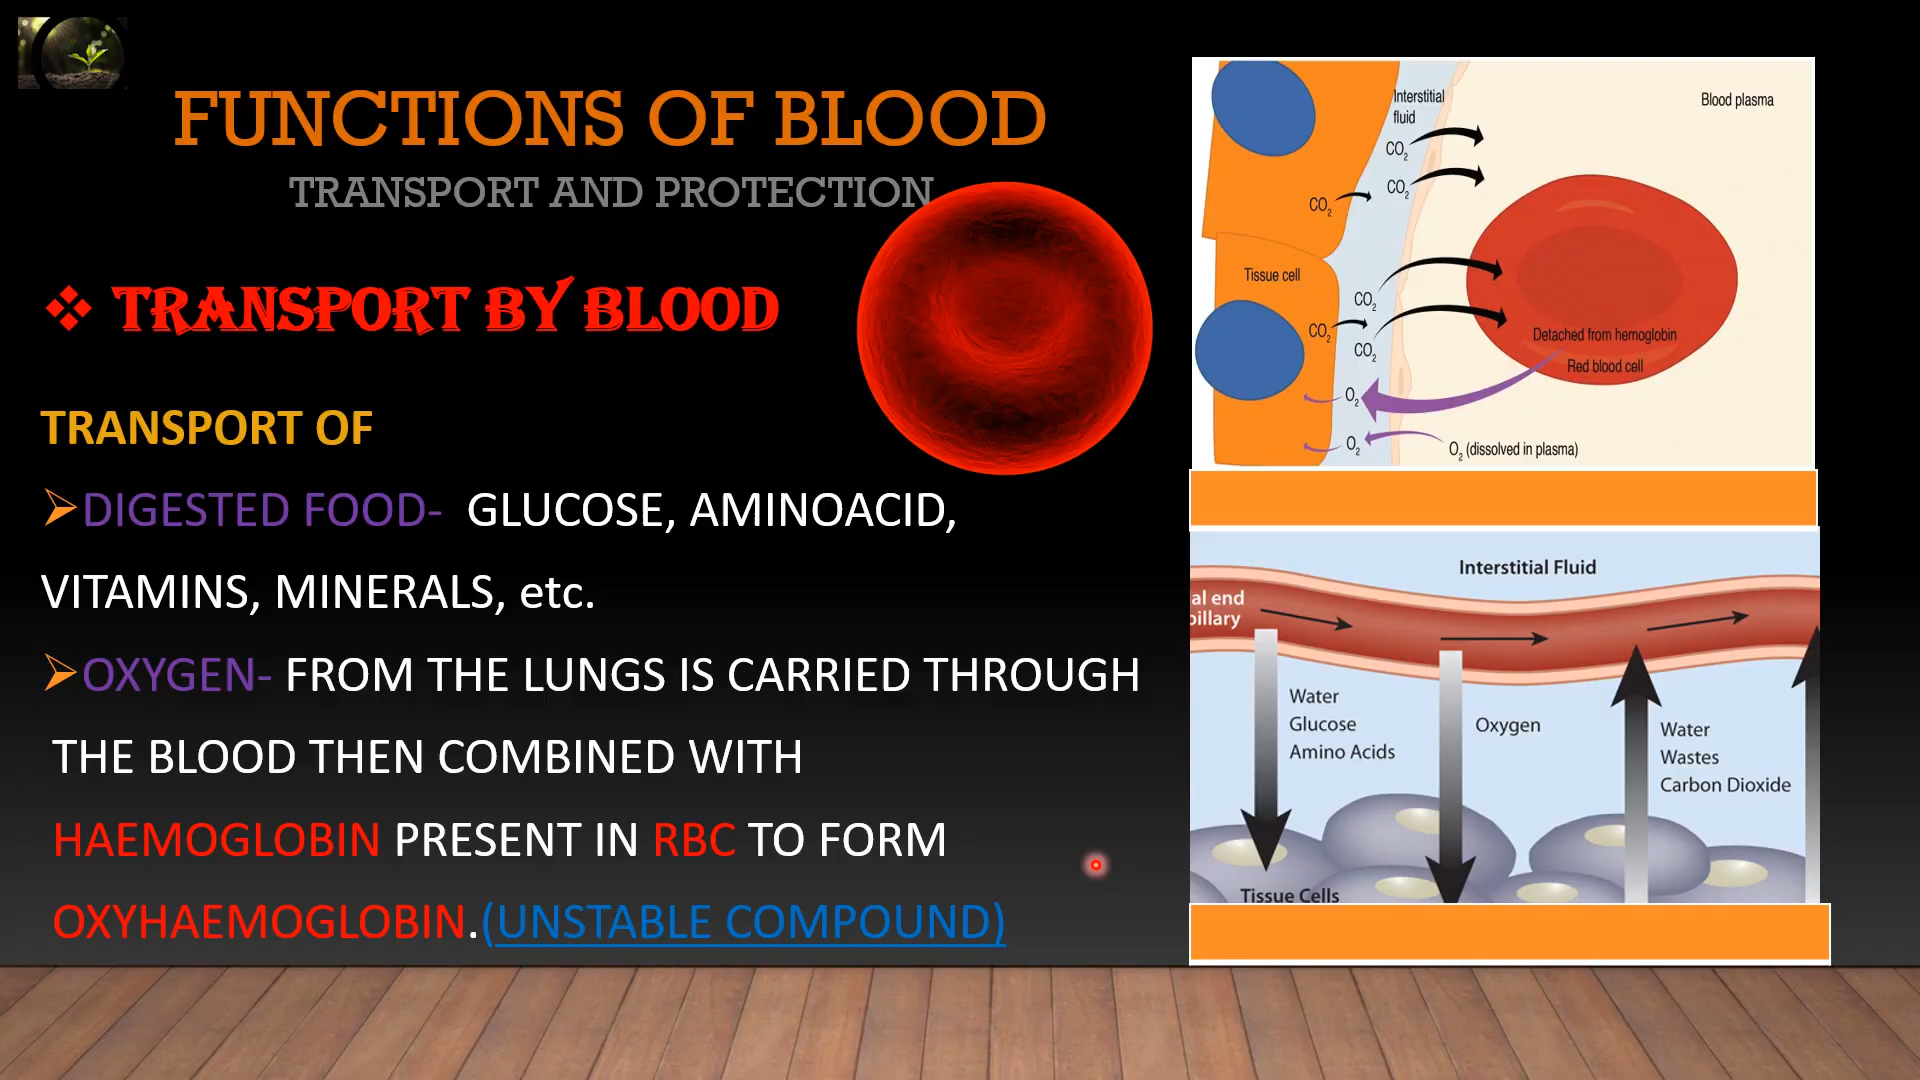 FUNCTIONS OF BLOOD
TRANSPORT AND PROTECTION
TRANSPORT BY BLOOD
TRANSPORT OF
DIGESTED FOOD- GLUCOSE, AMINOACID,
VITAMINS, MINERALS, etc.
OXYGEN- FROM THE LUNGS IS CARRIED THROUGH
THE BLOOD THEN COMBINED WITH
HAEMOGLOBIN PRESENT IN RBC TO FORM
OXYHAEMOGLOBIN.(UNSTABLE COMPOUND)
Interstitial
fluid
Blood plasma
CO₂
CO₂
CO₂
Tissue cell
CO₂
CO₂
CO₂
Detached from hemoglobin
Red blood cell
O₂
O₂
O₂ (dissolved in plasma)
Interstitial Fluid
al end
pillary
Water
Glucose
Amino Acids
Oxygen
Water
Wastes
Carbon Dioxide
Tissue Cells